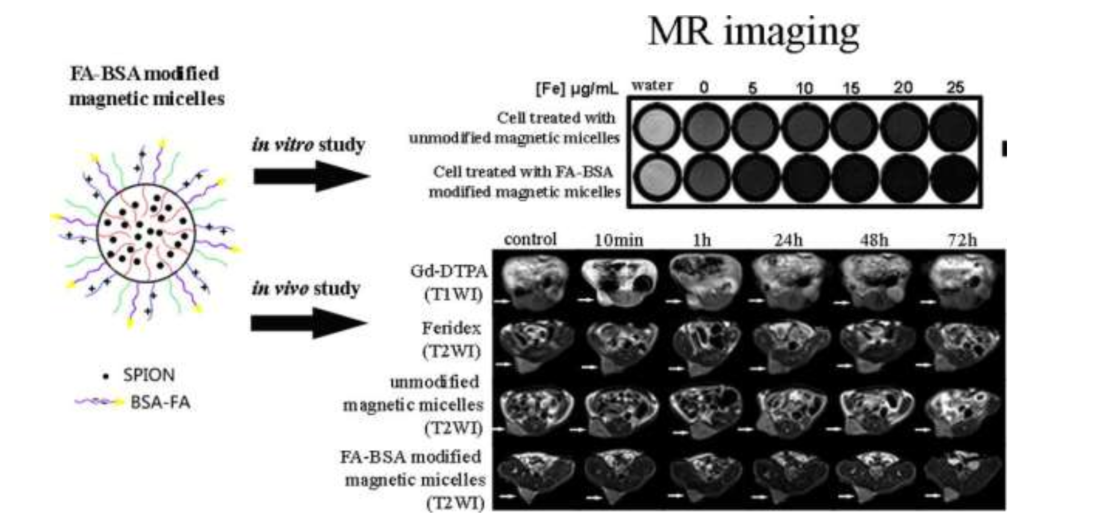 MR imaging
FA-BSA modified
magnetic micelles
[Fe] μg/mL water 0 5 10 15 20 25
Cell treated with
unmodified magnetic micelles
Cell treated with FA-BSA
modified magnetic micelles
in vitro study
in vivo study
control 10min 1h 24h 48h 72h
Gd-DTPA
(T1WI)
Feridex
(T2WI)
unmodified
magnetic micelles
(T2WI)
FA-BSA modified
magnetic micelles
(T2WI)
SPION
BSA-FA